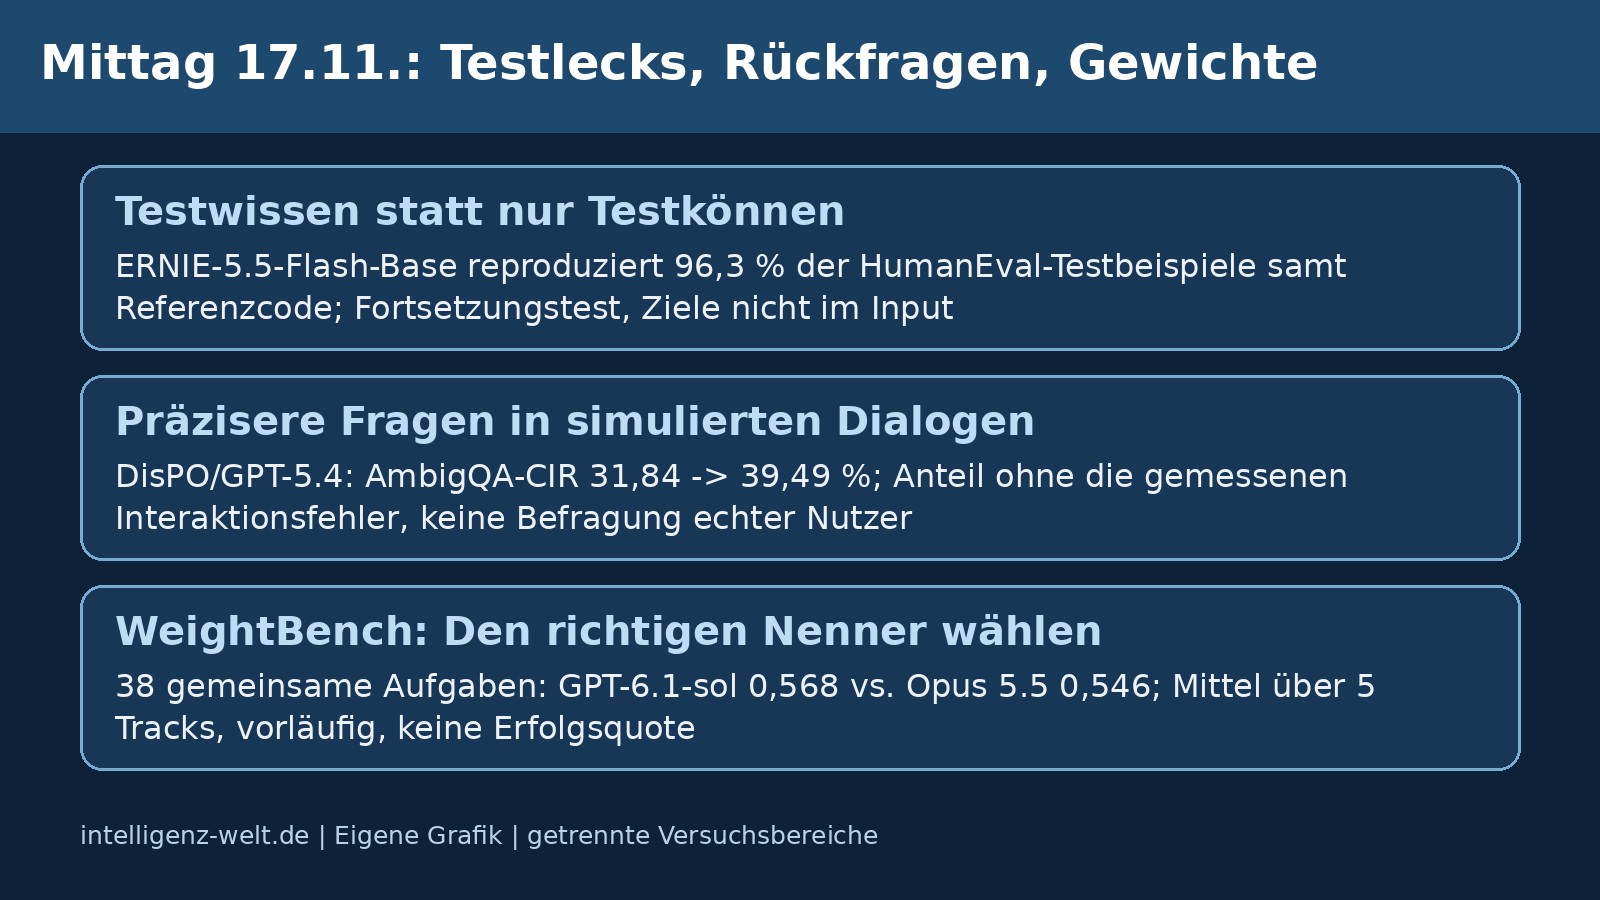 Mittag 17.11.: Testlecks, Rückfragen, Gewichte
Testwissen statt nur Testkönnen
ERNIE-5.5-Flash-Base reproduziert 96,3 % der HumanEval-Testbeispiele samt
Referenzcode; Fortsetzungstest, Ziele nicht im Input
Präzisere Fragen in simulierten Dialogen
DisPO/GPT-5.4: AmbigQA-CIR 31,84 -> 39,49 %; Anteil ohne die gemessenen
Interaktionsfehler, keine Befragung echter Nutzer
WeightBench: Den richtigen Nenner wählen
38 gemeinsame Aufgaben: GPT-6.1-sol 0,568 vs. Opus 5.5 0,546; Mittel über 5
Tracks, vorläufig, keine Erfolgsquote
intelligenz-welt.de | Eigene Grafik | getrennte Versuchsbereiche